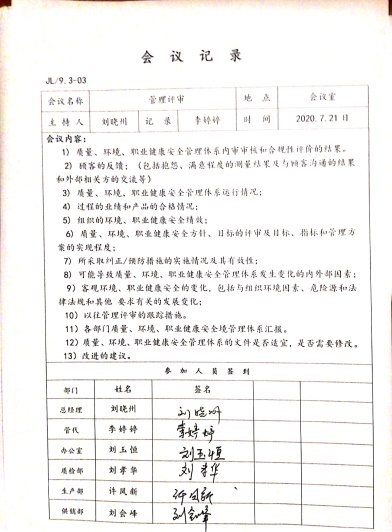 会议记录
JL/9.3-03
会议名称 管理评审 地点 会议室
主持人 刘晓州 记录 李婷婷 时间 2020.7.21日
会议内容：
1）质量、环境、职业健康安全管理体系内审审核和合规性评价的结果。
2）顾客的反馈；（包括抱怨、满意程度的测量结果及与顾客沟通的结果
和外部相关方的交流等）
3）质量、环境、职业健康安全管理体系运行情况；
4）过程的业绩和产品的合格情况；
5）组织的环境、职业健康安全绩效；
6）质量、环境、职业健康安全方针、目标的评审及目标、指标和管理方
案的实现程度；
7）所采取纠正/预防措施的实施情况及其有效性；
8）可能导致质量、环境、职业健康安全管理体系发生变化的内外部因素；
9）客观环境、职业健康安全的变化，包括与组织环境因素、危险源和法
律法规和其他 要求有关的发展变化；
10）以往管理评审的跟踪措施。
11）各部门质量、环境、职业健康安全境管理体系汇报。
12）质量、环境、职业健康安全管理体系的文件是否适宜，是否需要修改。
13）改进的建议。
参加人员签到
部门 姓名 签名
总经理 刘晓州 刘晓州
管代 李婷婷 李婷婷
办公室 刘玉恒 刘玉恒
质检部 刘孝华 刘孝华
生产部 许凤新 许凤新
供销部 刘会峰 刘会峰